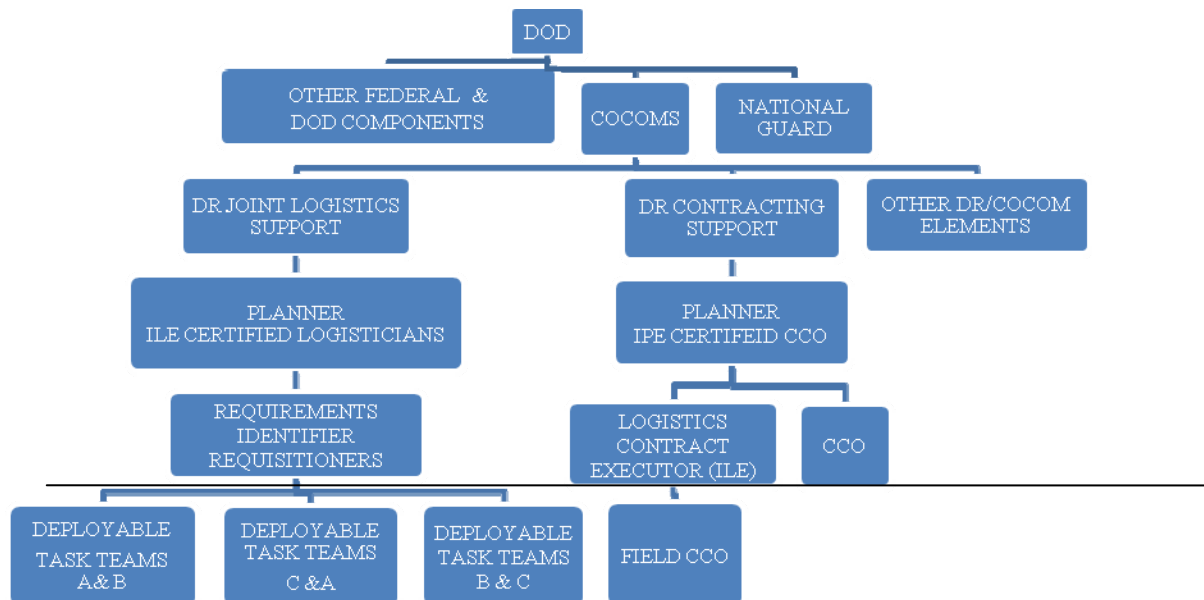 DOD
OTHER FEDERAL &
DOD COMPONENTS
COCOMS
NATIONAL
GUARD
DR JOINT LOGISTICS
SUPPORT
DR CONTRACTING
SUPPORT
OTHER DR/COCOM
ELEMENTS
PLANNER
ILE CERTIFIED LOGISTICIANS
PLANNER
IPE CERTIFEID CCO
REQUIREMENTS
IDENTIFIER
REQUISITIONERS
LOGISTICS
CONTRACT
EXECUTOR (ILE)
CCO
DEPLOYABLE
TASK TEAMS
A& B
DEPLOYABLE
TASK TEAMS
C &A
DEPLOYABLE
TASK TEAMS
B & C
FIELD CCO